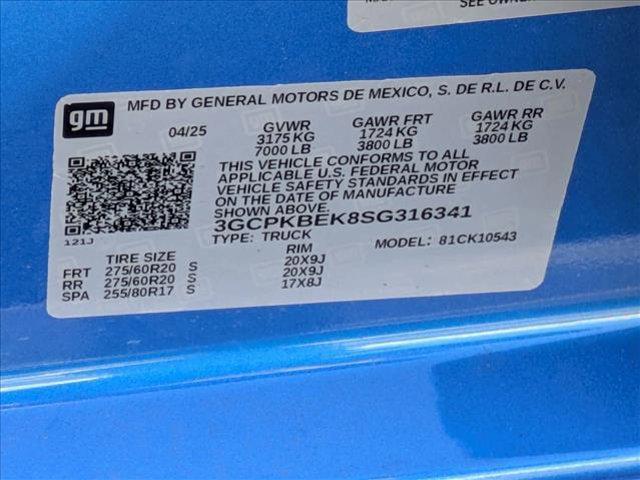 SEE OWNER
gm
MFD BY GENERAL MOTORS DE MEXICO, S. DE R.L. DE C.V.
04/25 GVWR GAWR FRT GAWR RR
3175 KG 1724 KG 1724 KG
7000 LB 3800 LB 3800 LB
THIS VEHICLE CONFORMS TO ALL
APPLICABLE U.S. FEDERAL MOTOR
VEHICLE SAFETY STANDARDS IN EFFECT
ON THE DATE OF MANUFACTURE
SHOWN ABOVE.
3GCPKBEK8SG316341
121J
TYPE: TRUCK MODEL: 81CK10543
TIRE SIZE RIM
FRT 275/60R20 S 20X9J
RR 275/60R20 S 20X9J
SPA 255/80R17 S 17X8J